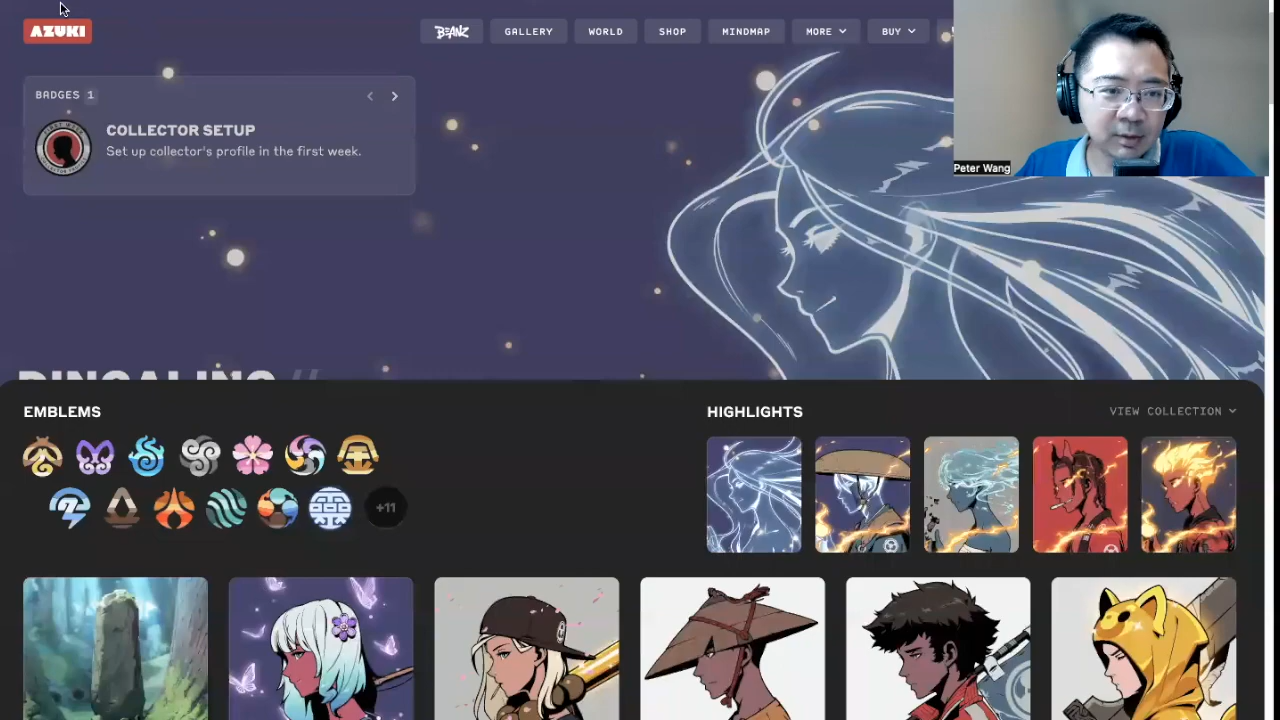 AZUKI
BEANZ
GALLERY
WORLD
SHOP
MINDMAP
MORE
BUY
BADGES 1
COLLECTOR SETUP
Set up collector's profile in the first week.
Peter Wang
DINGALING //
EMBLEMS
HIGHLIGHTS
VIEW COLLECTION
+11